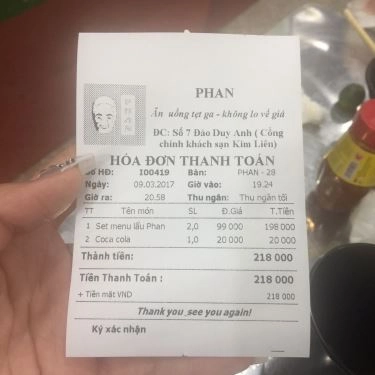 PHAN
PHAN
Ăn uống tẹt ga - không lo về giá
ĐC: Số 7 Đào Duy Anh ( Cổng
chính khách sạn Kim Liên)
HÓA ĐƠN THANH TOÁN
Số HĐ: 100419 Bàn: PHAN - 28
Ngày: 09.03.2017 Giờ vào: 19.24
Giờ ra: 20.58 Thu ngân: Thu ngân tối
TT Tên món SL Đ.Giá T.Tiền
1 Set menu lẩu Phan 2,0 99 000 198 000
2 Coca cola 1,0 20 000 20 000
Thành tiền: 218 000
Tiền Thanh Toán : 218 000
+ Tiền mặt VND 218 000
Thank you ,see you again!
Ký xác nhận